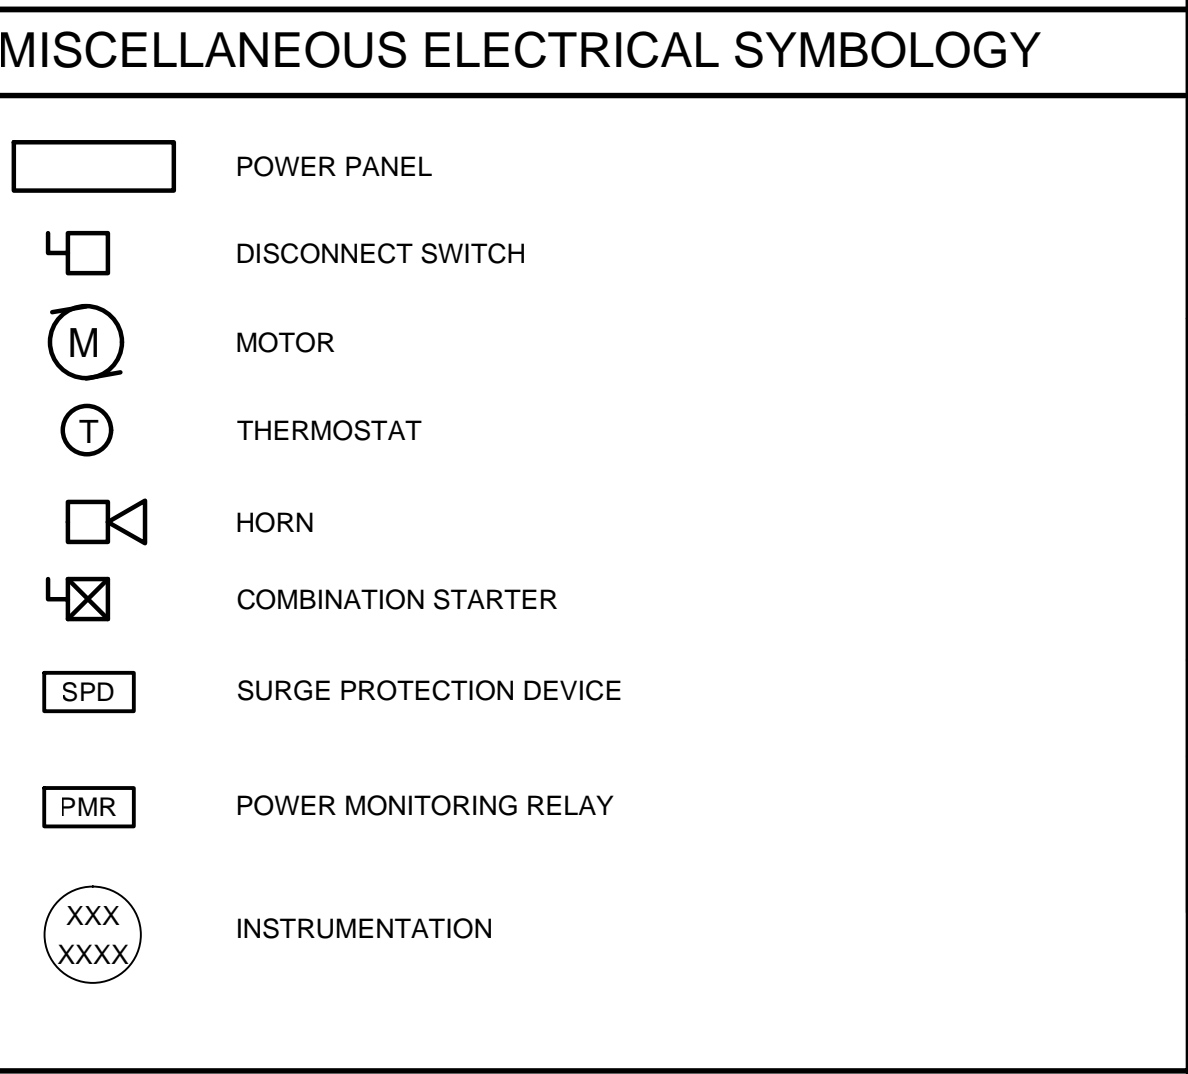 MISCELLANEOUS ELECTRICAL SYMBOLOGY
POWER PANEL
DISCONNECT SWITCH
M MOTOR
T THERMOSTAT
HORN
COMBINATION STARTER
SPD SURGE PROTECTION DEVICE
PMR POWER MONITORING RELAY
XXX
XXXX
INSTRUMENTATION